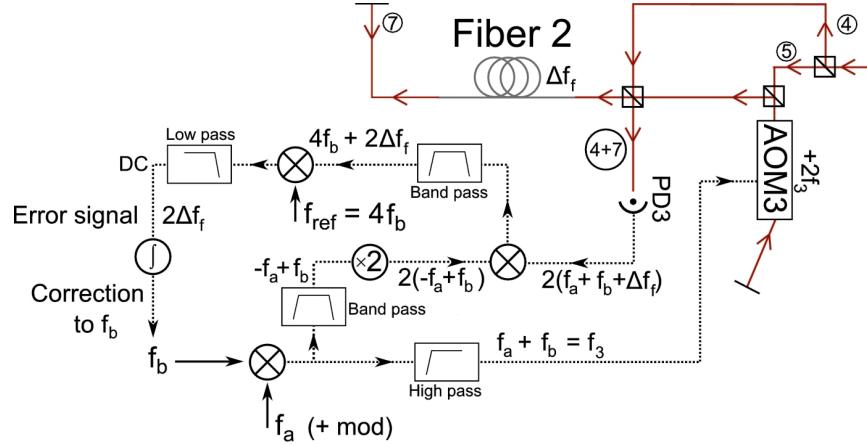 ⑦
Fiber 2
Δf_f
④
⑤
AOM3
+2f_3
4+7
PD3
Low pass
DC
4f_b + 2Δf_f
Band pass
f_ref = 4f_b
Error signal
2Δf_f
∫
Correction
to f_b
-f_a+f_b
×2
2(-f_a+f_b)
2(f_a+ f_b+Δf_f)
Band pass
f_b
f_a + f_b = f_3
High pass
f_a (+ mod)